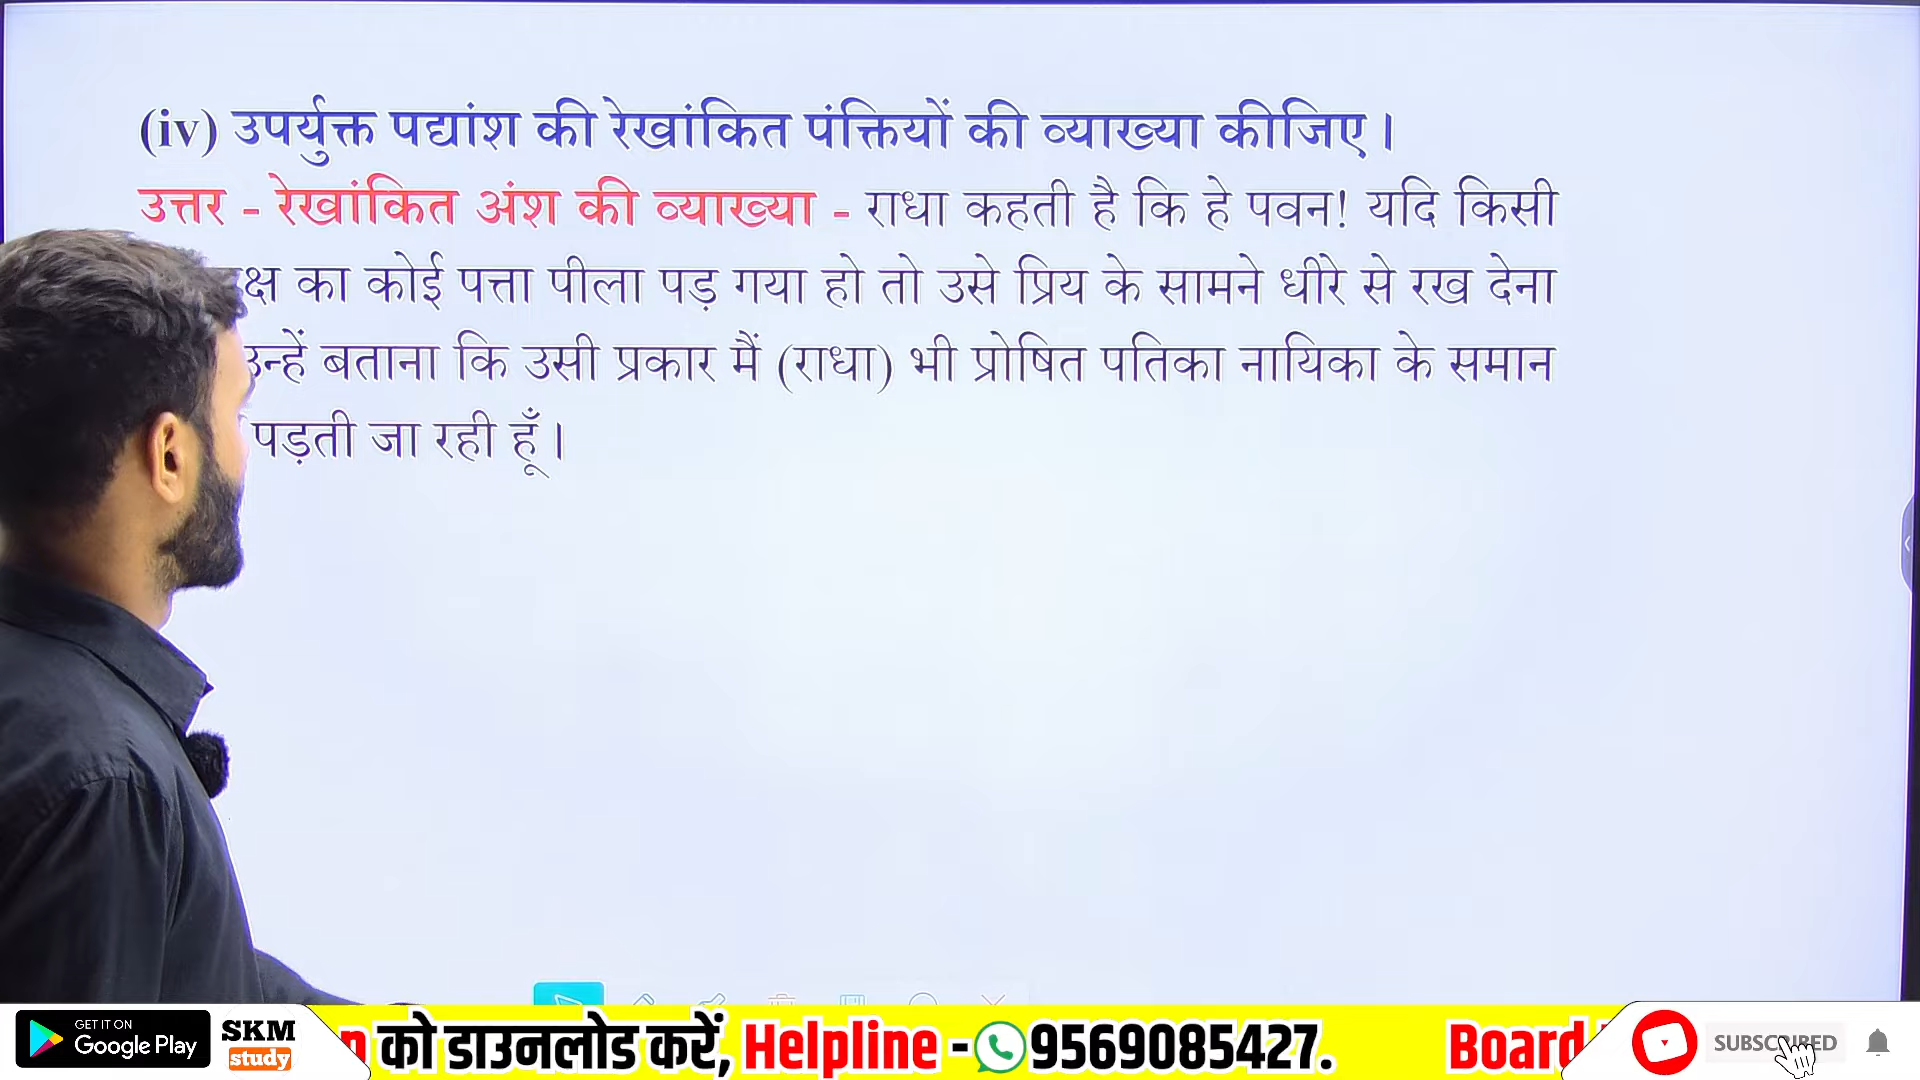 (iv) उपर्युक्त पद्यांश की रेखांकित पंक्तियों की व्याख्या कीजिए।
उत्तर - रेखांकित अंश की व्याख्या - राधा कहती है कि हे पवन! यदि किसी
का कोई पत्ता पीला पड़ गया हो तो उसे प्रिय के सामने धीरे से रख देना
उन्हें बताना कि उसी प्रकार मैं (राधा) भी प्रोषित पतिका नायिका के समान
पड़ती जा रही हूँ।
GET IT ON
Google Play
SKM
study
को डाउनलोड करें, Helpline - 9569085427.
Board
SUBSCRIBED